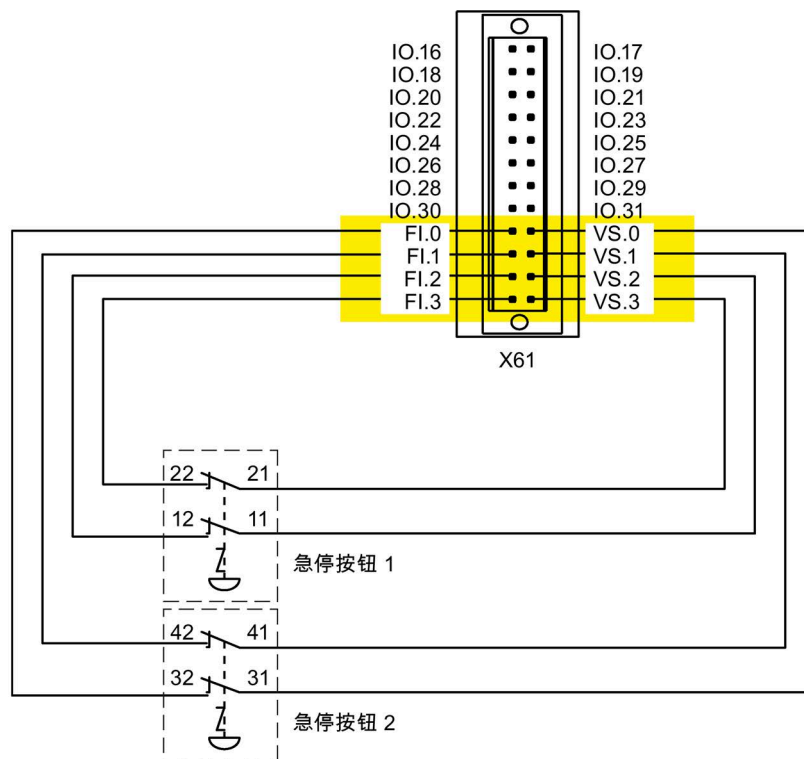 IO.16 IO.17
IO.18 IO.19
IO.20 IO.21
IO.22 IO.23
IO.24 IO.25
IO.26 IO.27
IO.28 IO.29
IO.30 IO.31
FI.0 VS.0
FI.1 VS.1
FI.2 VS.2
FI.3 VS.3
X61
22 21
12 11
急停按钮 1
42 41
32 31
急停按钮 2